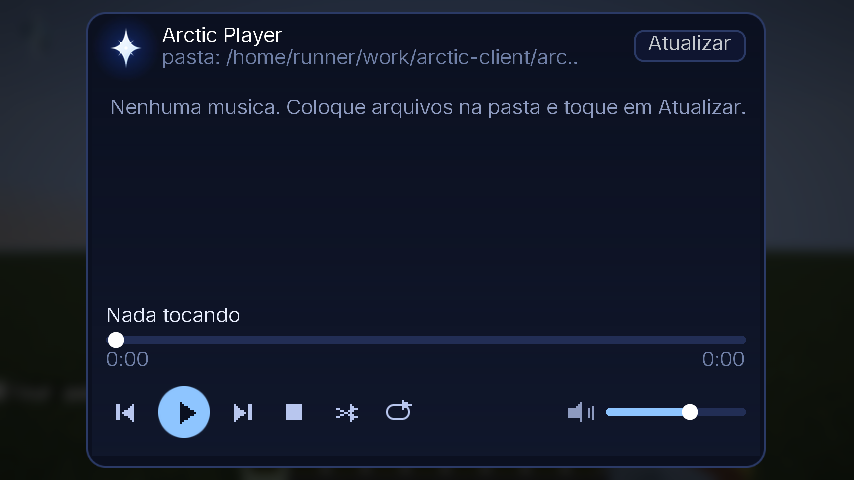 Arctic Player
pasta: /home/runner/work/arctic-client/arc..
Atualizar
Nenhuma musica. Coloque arquivos na pasta e toque em Atualizar.
Nada tocando
0:00
0:00